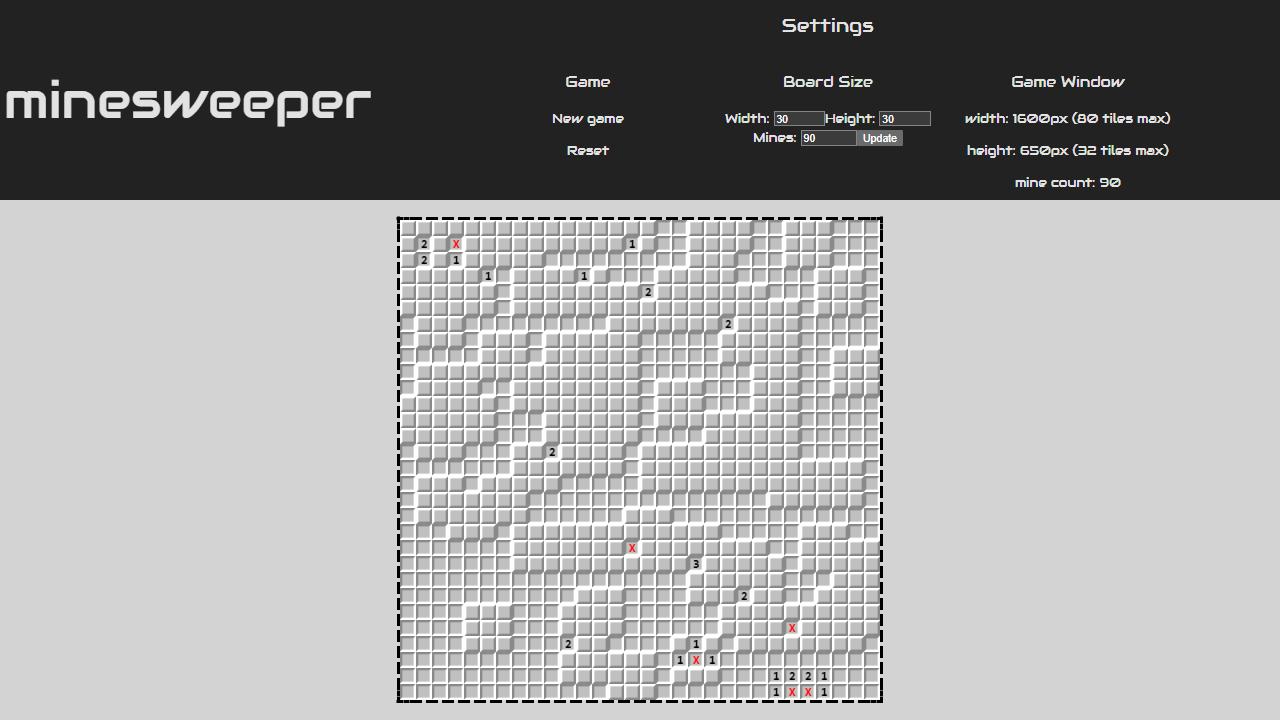 Settings
minesweeper
Game
New game
Reset
Board Size
Width: 30 Height: 30
Mines: 90 Update
Game Window
width: 1600px (80 tiles max)
height: 650px (32 tiles max)
mine count: 90
2 X 1
2 1
1 1
2
2
2
X
3
2
X
2 1
1 X 1
1 2 2 1
1 X X 1